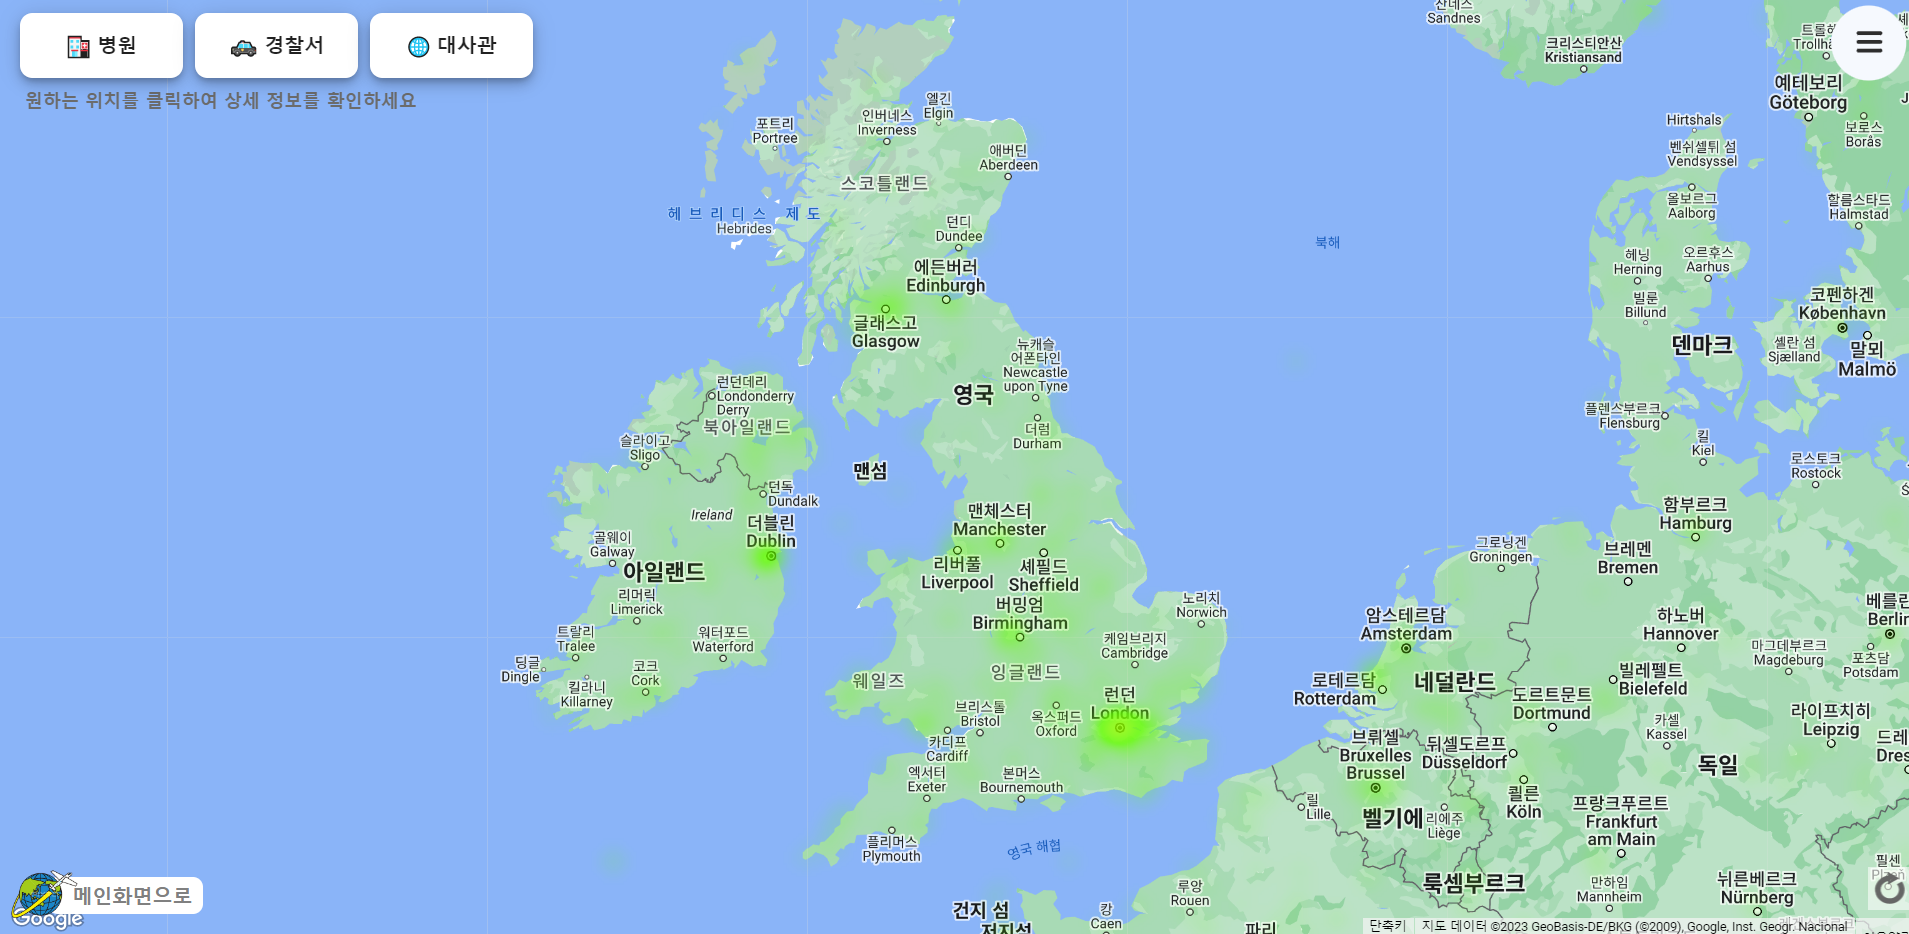 병원
경찰서
대사관
원하는 위치를 클릭하여 상세 정보를 확인하세요
산네스
Sandnes
크리스티안산
Kristiansand
예테보리
Göteborg
보로스
Borås
Hirtshals
벤쉬셀튀 섬
Vendsyssel
올보르그
Aalborg
할름스타드
Halmstad
엘긴
Elgin
인버네스
Inverness
포트리
Portree
애버딘
Aberdeen
스코틀랜드
헤브리디스 제도
Hebrides
던디
Dundee
북해
헤닝
Herning
오르후스
Aarhus
빌룬
Billund
코펜하겐
København
에든버러
Edinburgh
글래스고
Glasgow
덴마크
셸란 섬
Sjælland
말뫼
Malmö
뉴캐슬
어폰타인
Newcastle
upon Tyne
영국
런던데리
Londonderry
Derry
북아일랜드
더럼
Durham
플렌스부르크
Flensburg
킬
Kiel
슬라이고
Sligo
맨섬
로스토크
Rostock
던독
Dundalk
Ireland
더블린
Dublin
맨체스터
Manchester
함부르크
Hamburg
골웨이
Galway
아일랜드
리버풀
Liverpool
셰필드
Sheffield
그로닝겐
Groningen
브레멘
Bremen
리머릭
Limerick
버밍엄
Birmingham
노리치
Norwich
암스테르담
Amsterdam
하노버
Hannover
베를린
Berlin
트랄리
Tralee
워터포드
Waterford
케임브리지
Cambridge
마그데부르크
Magdeburg
포츠담
Potsdam
딩글
Dingle
코크
Cork
킬라니
Killarney
웨일즈
잉글랜드
런던
London
로테르담
Rotterdam
네덜란드
빌레펠트
Bielefeld
도르트문트
Dortmund
브리스톨
Bristol
옥스퍼드
Oxford
카디프
Cardiff
카셀
Kassel
라이프치히
Leipzig
브뤼셀
Bruxelles
Brussel
뒤셀도르프
Düsseldorf
독일
엑서터
Exeter
본머스
Bournemouth
릴
Lille
벨기에
리에주
Liège
쾰른
Köln
프랑크푸르트
Frankfurt
am Main
플리머스
Plymouth
영국 해협
룩셈부르크
만하임
Mannheim
뉘른베르크
Nürnberg
필센
Plzeň
루앙
Rouen
메인화면으로
Google
건지 섬
저지섬
캉
Caen
파리
단축키
지도 데이터 ©2023 GeoBasis-DE/BKG (©2009), Google, Inst. Geogr. Nacional